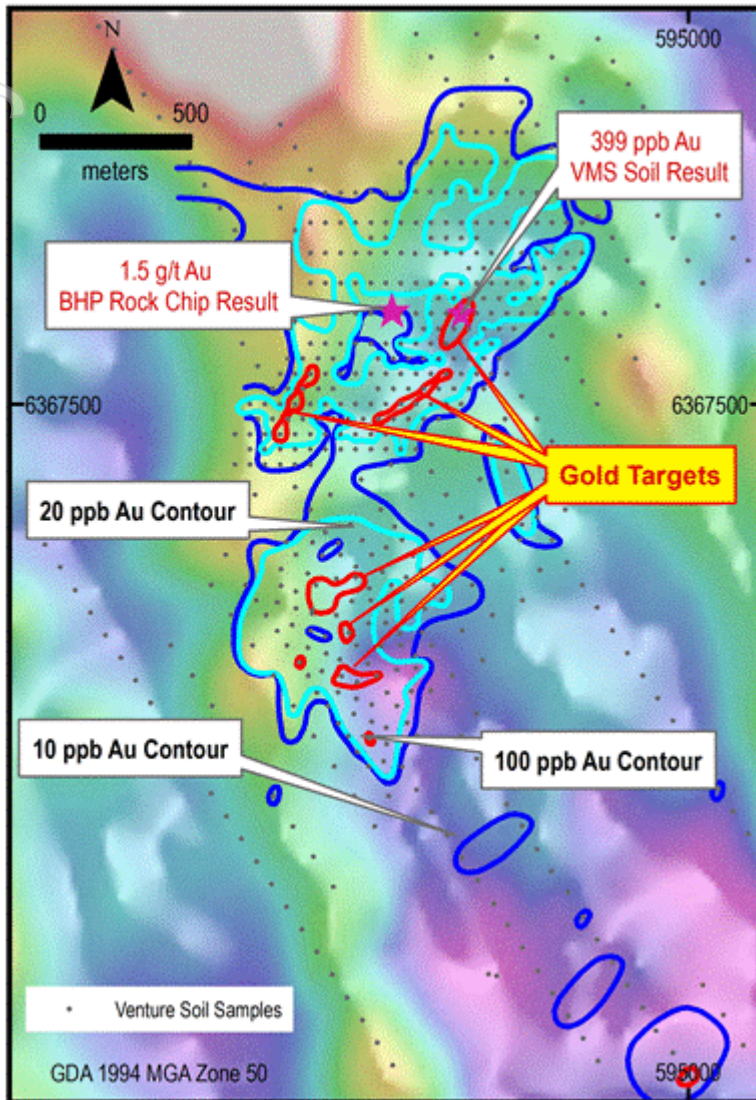 595000
N
0 500
meters
399 ppb Au
VMS Soil Result
1.5 g/t Au
BHP Rock Chip Result
6367500
6367500
Gold Targets
20 ppb Au Contour
10 ppb Au Contour
100 ppb Au Contour
Venture Soil Samples
GDA 1994 MGA Zone 50
595000